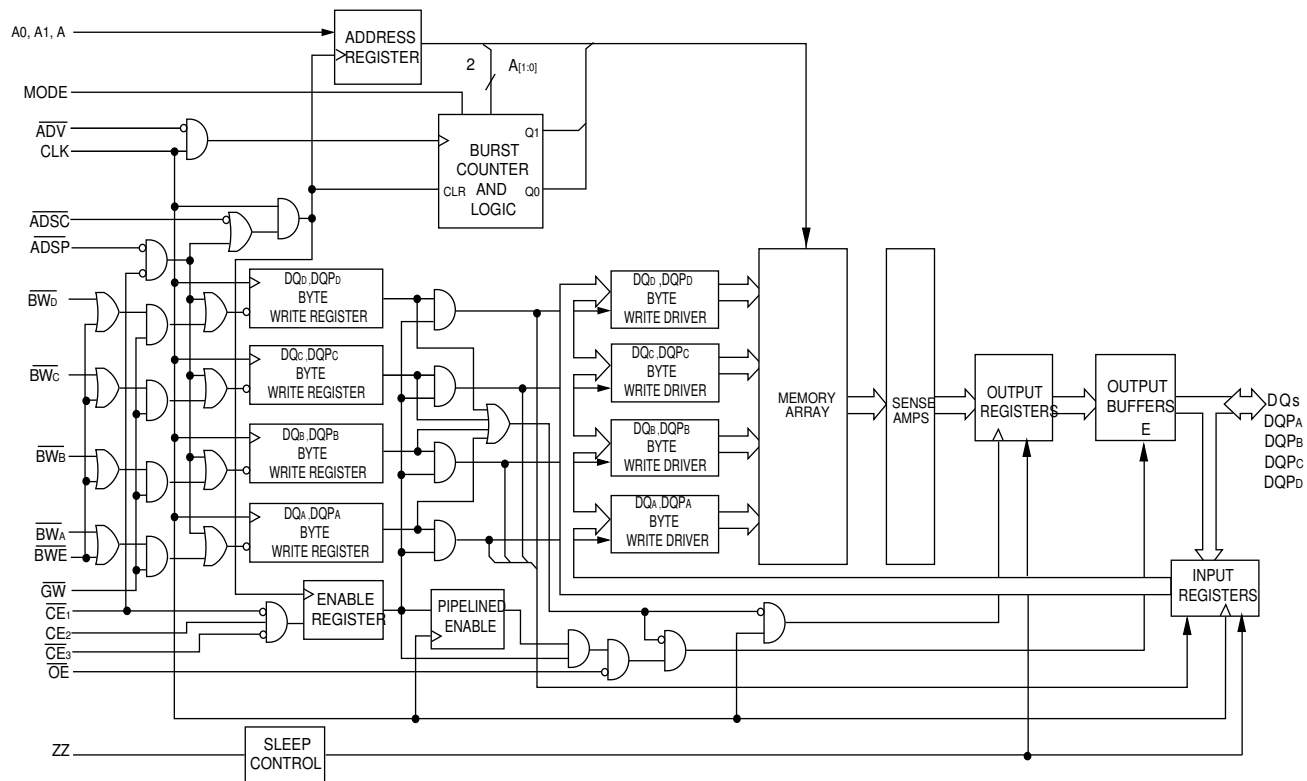 A0, A1, A
ADDRESS
REGISTER
2
A[1:0]
MODE
ADV
CLK
Q1
BURST
COUNTER
AND
LOGIC
CLR
Q0
ADSC
ADSP
DQD,DQPD
BYTE
WRITE REGISTER
DQD ,DQPD
BYTE
WRITE DRIVER
BWD
DQC,DQPC
BYTE
WRITE REGISTER
DQC ,DQPC
BYTE
WRITE DRIVER
BWC
MEMORY
ARRAY
SENSE
AMPS
OUTPUT
REGISTERS
OUTPUT
BUFFERS
E
DQs
DQPA
DQPB
DQPC
DQPD
DQB,DQPB
BYTE
WRITE REGISTER
DQB ,DQPB
BYTE
WRITE DRIVER
BWB
DQA,DQPA
BYTE
WRITE REGISTER
DQA ,DQPA
BYTE
WRITE DRIVER
BWA
BWE
GW
CE1
CE2
CE3
OE
ENABLE
REGISTER
PIPELINED
ENABLE
INPUT
REGISTERS
ZZ
SLEEP
CONTROL